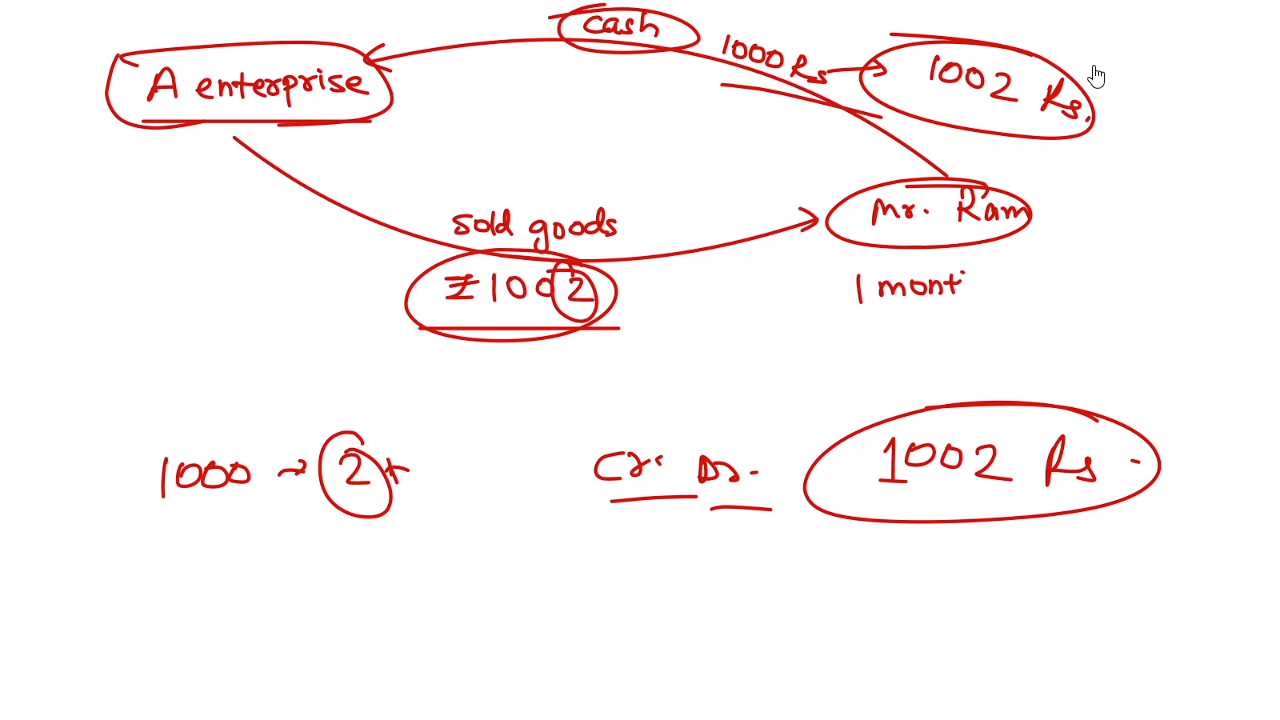 cash
1000 Rs
1002 Rs.
A enterprise
Mr. Ram
sold goods
₹1002
1 mont
1000 → 2
Cr. Dr.
1002 Rs.